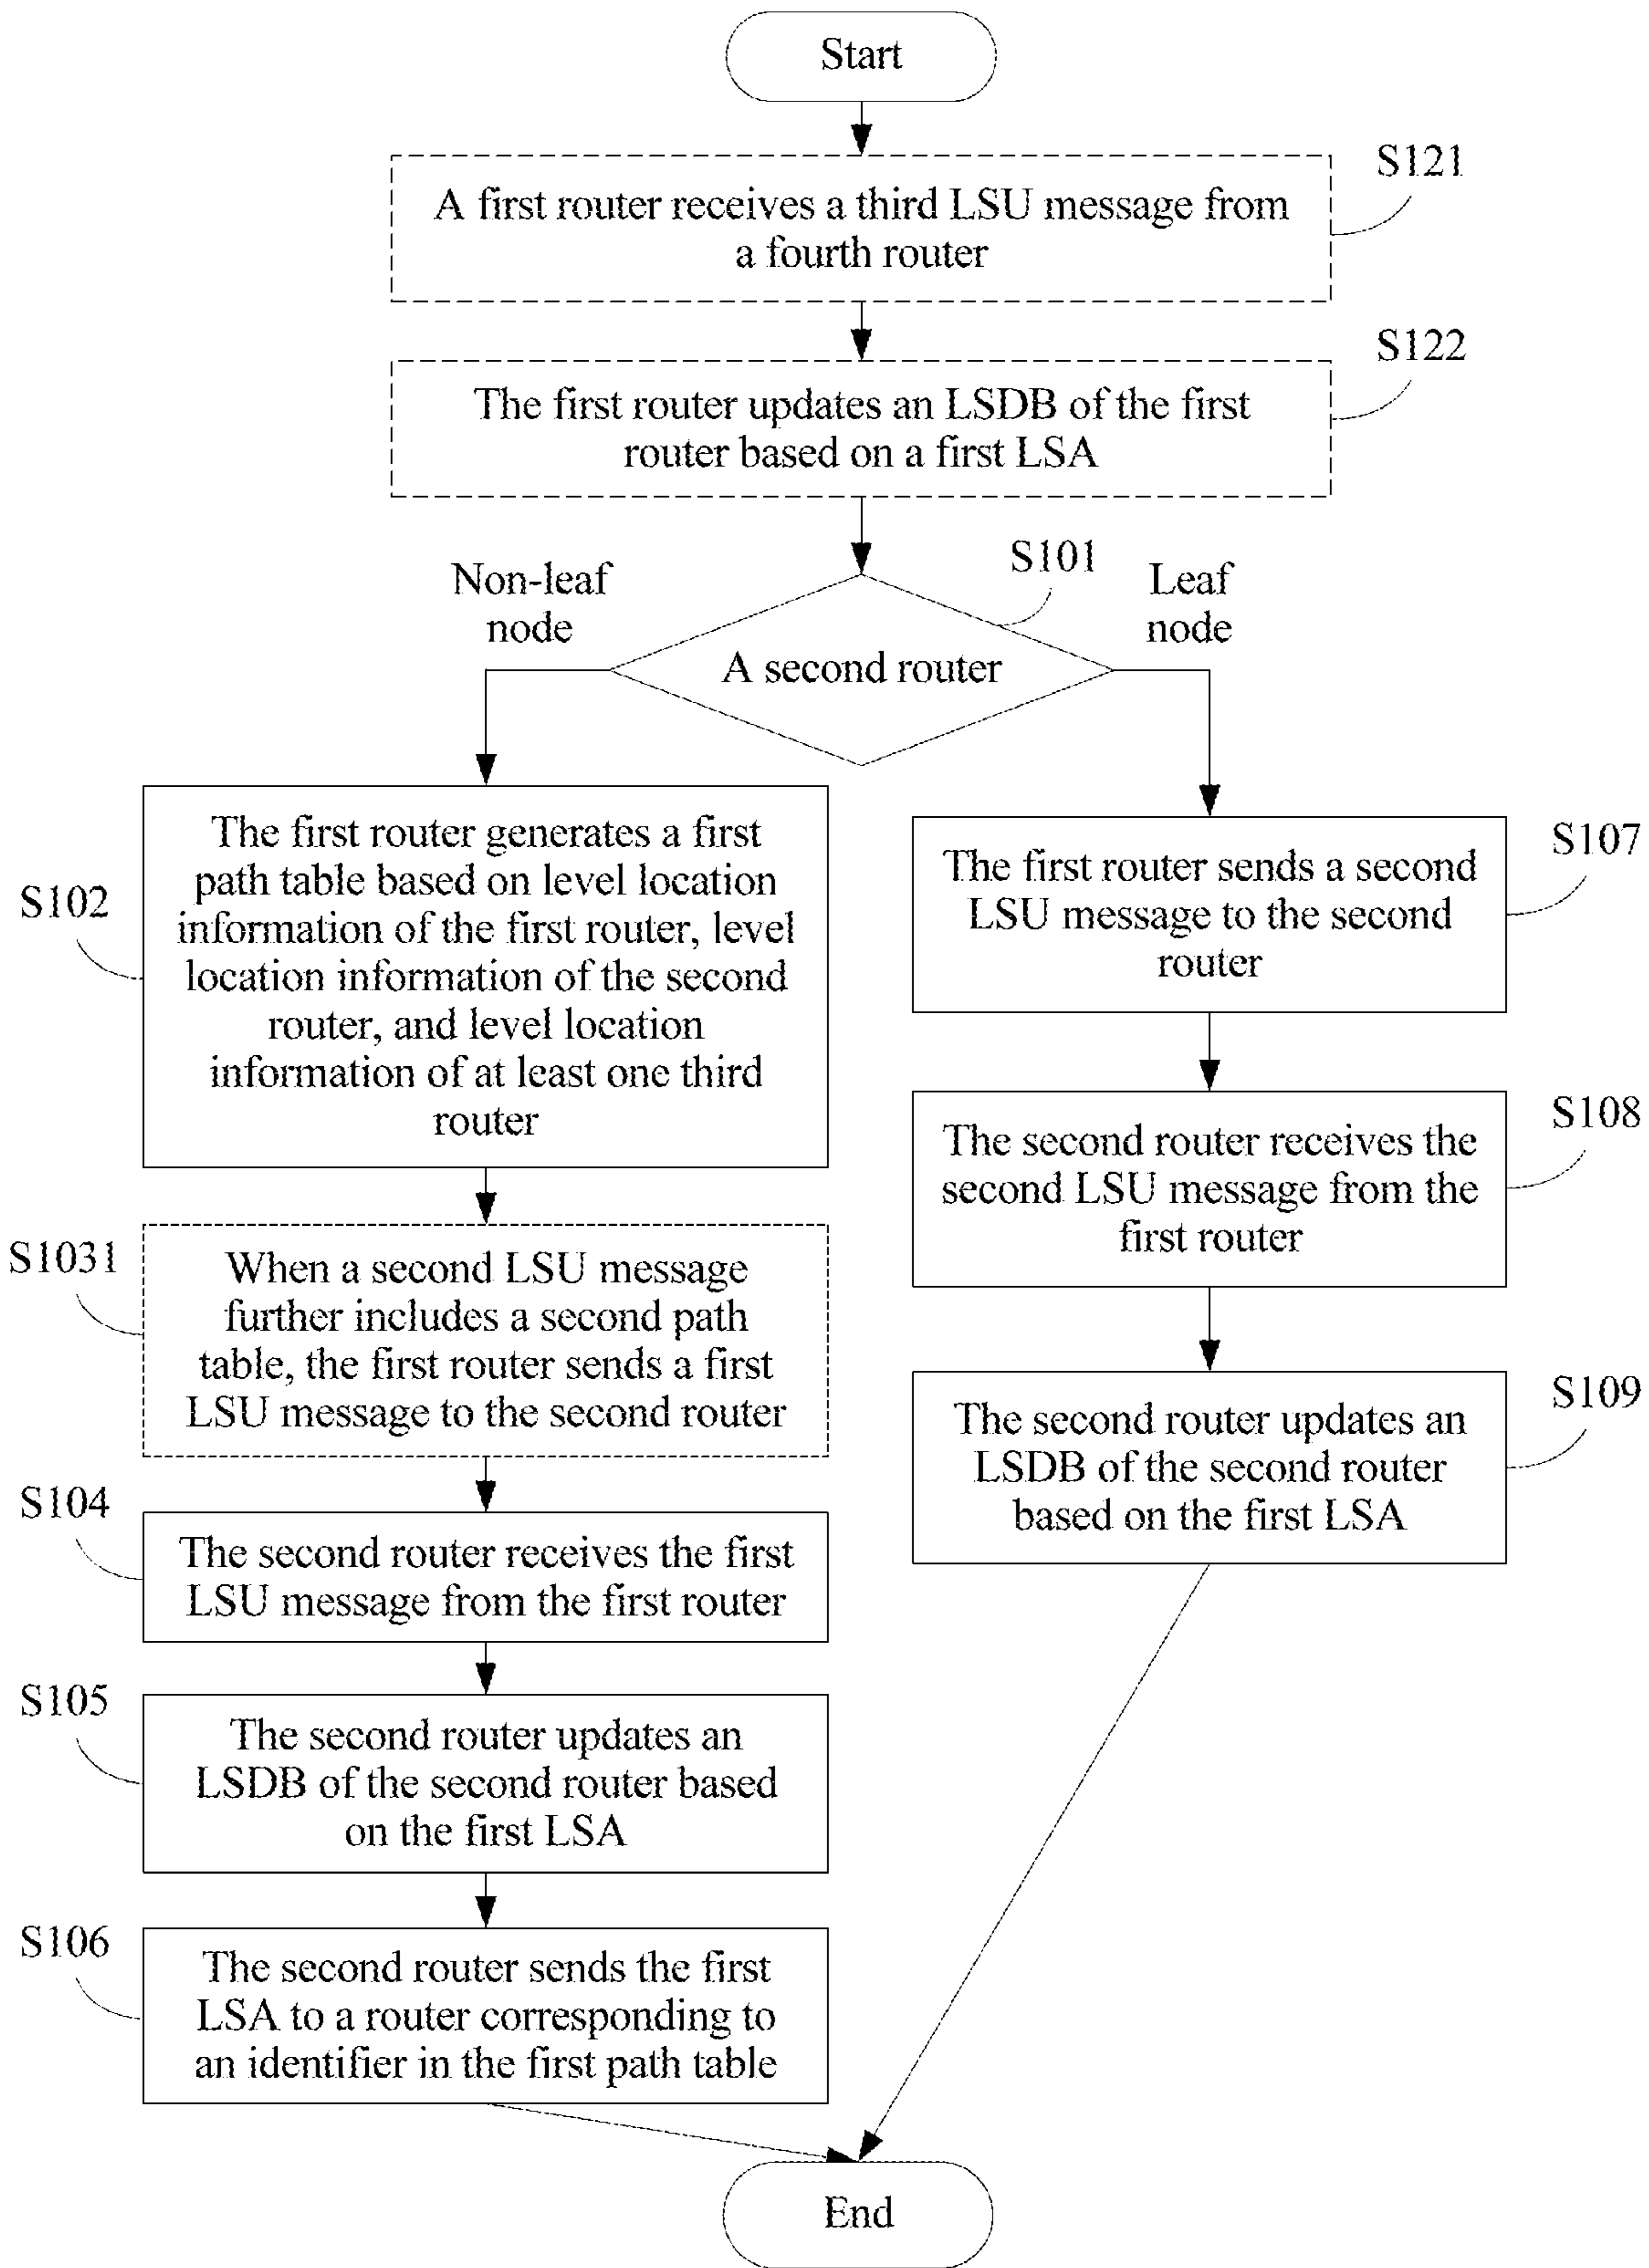 Start
S121
A first router receives a third LSU message from
a fourth router
S122
The first router updates an LSDB of the first
router based on a first LSA
S101
Non-leaf
node
Leaf
node
A second router
S102
The first router generates a first
path table based on level location
information of the first router, level
location information of the second
router, and level location
information of at least one third
router
S1031
When a second LSU message
further includes a second path
table, the first router sends a first
LSU message to the second router
S104
The second router receives the first
LSU message from the first router
S105
The second router updates an
LSDB of the second router based
on the first LSA
S106
The second router sends the first
LSA to a router corresponding to
an identifier in the first path table
S107
The first router sends a second
LSU message to the second
router
S108
The second router receives the
second LSU message from the
first router
S109
The second router updates an
LSDB of the second router
based on the first LSA
End